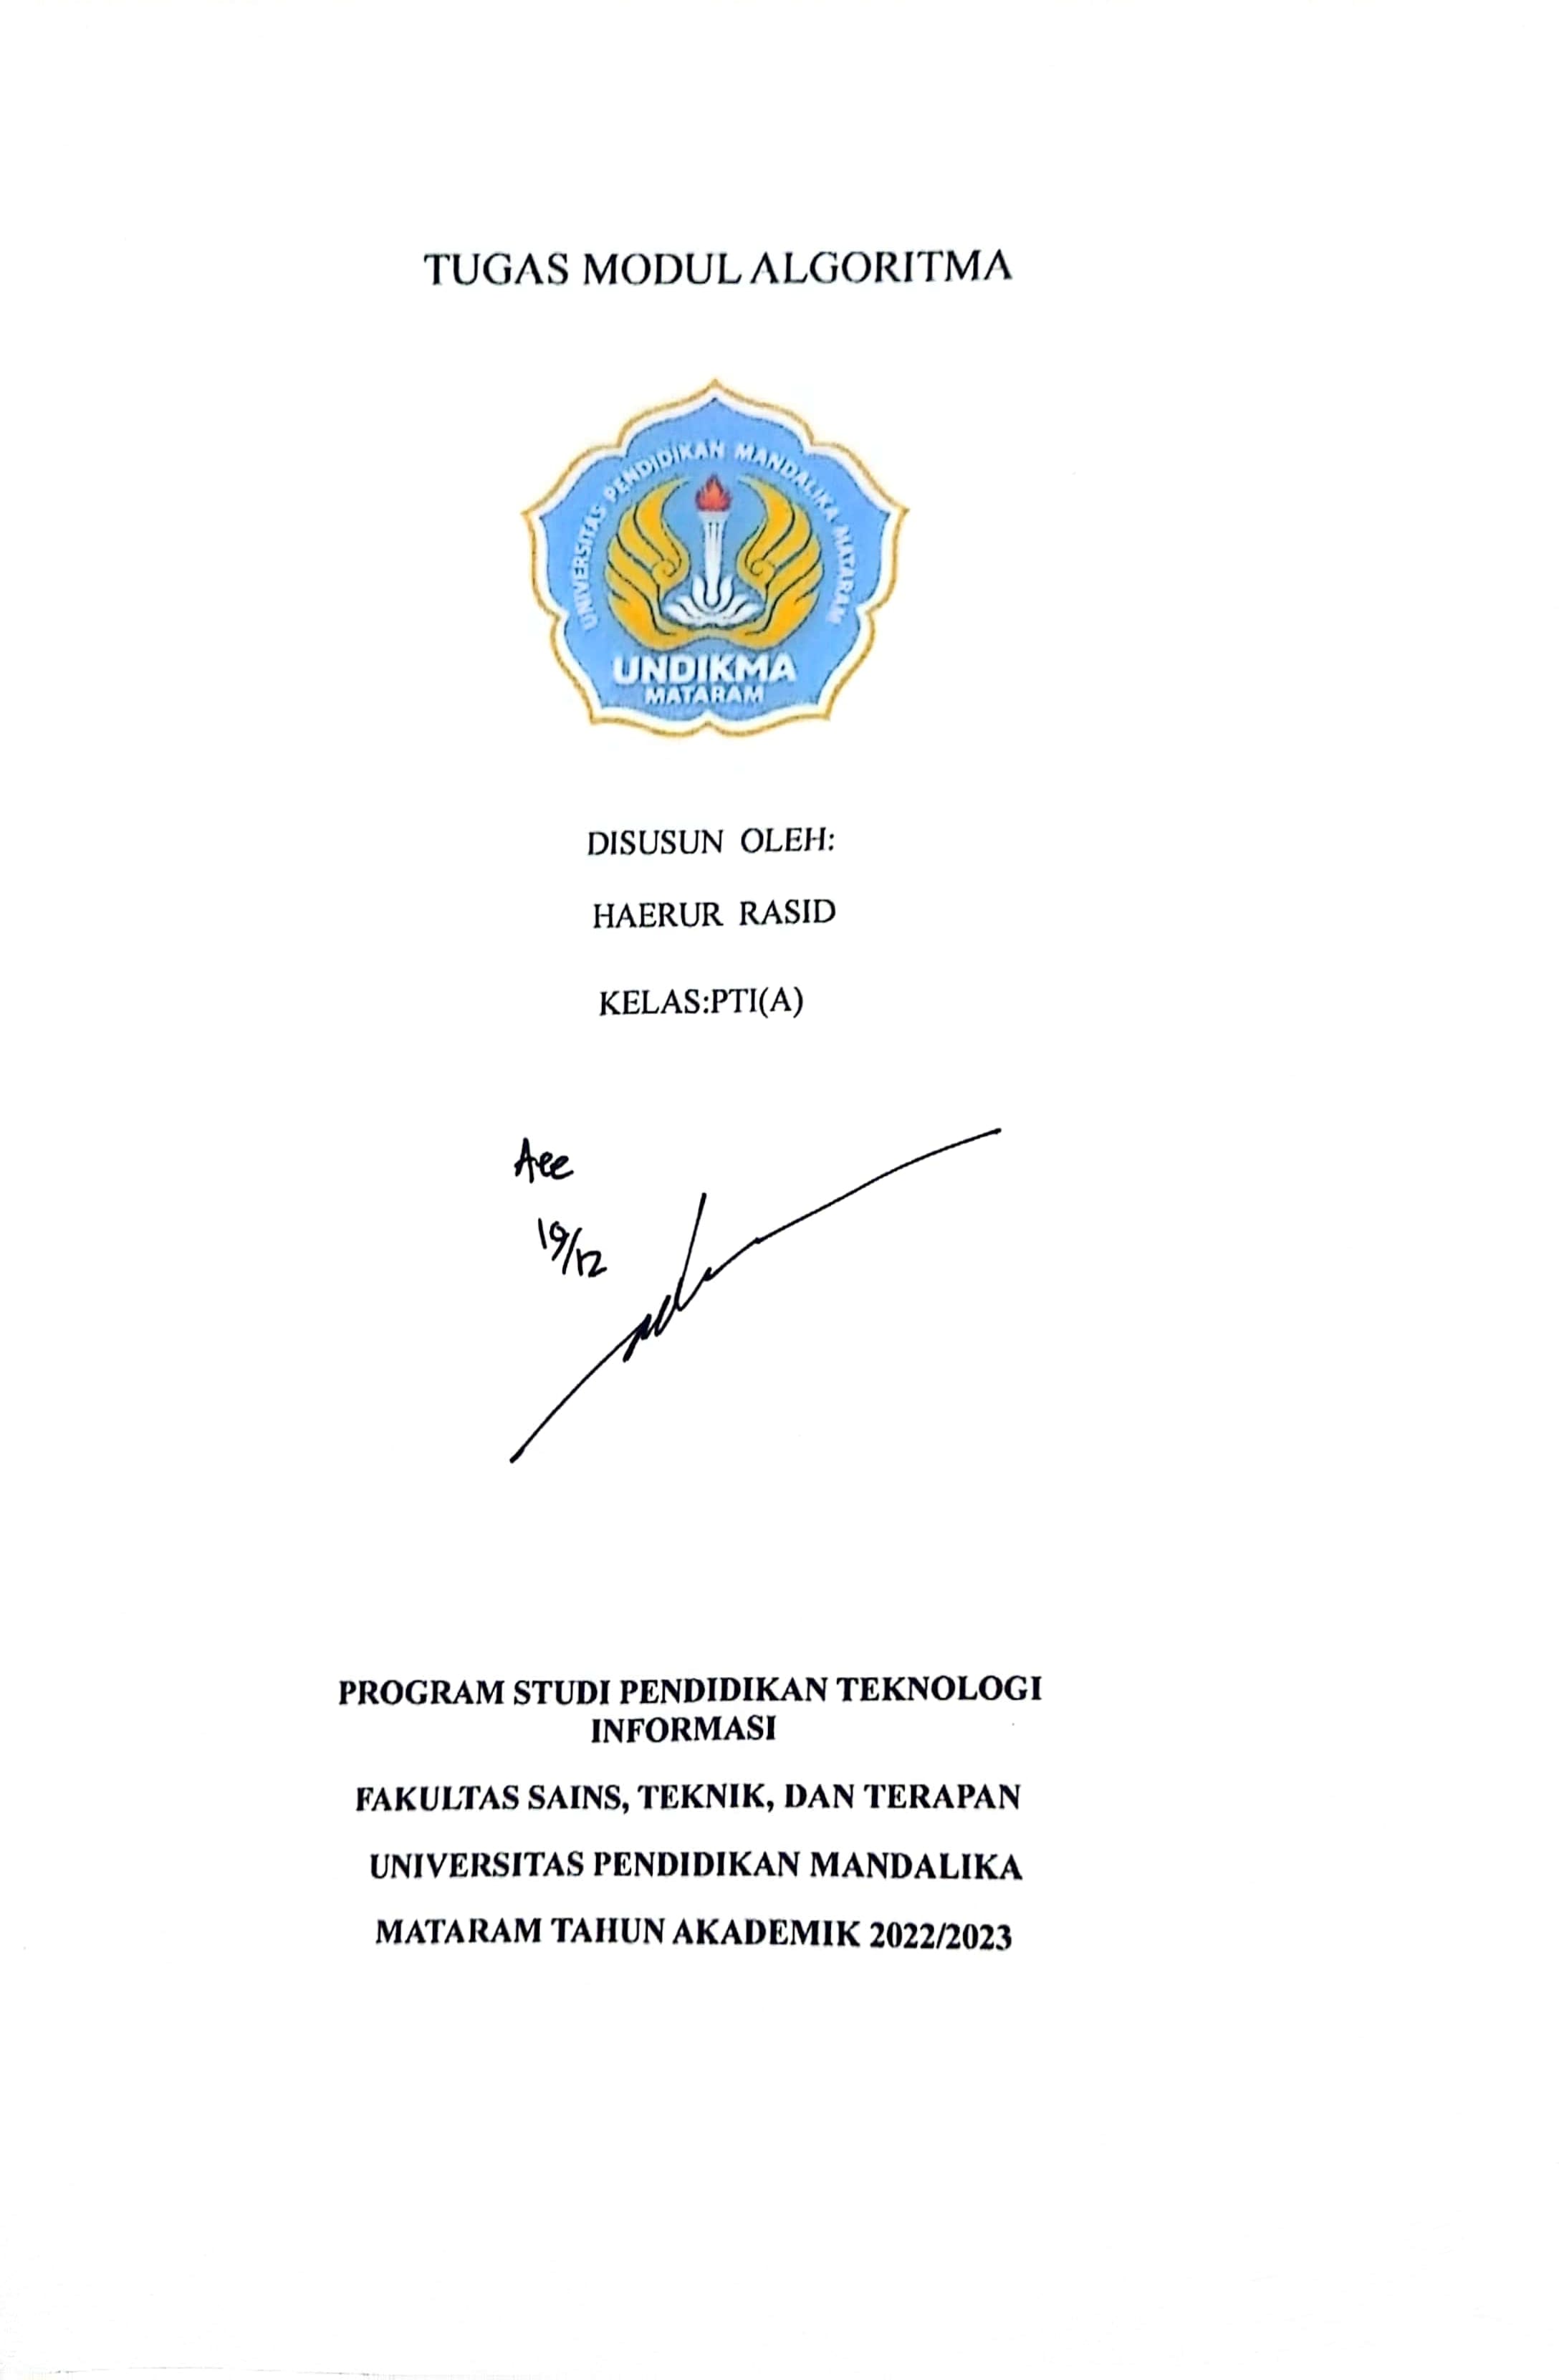 TUGAS MODUL ALGORITMA
UNIVERSITAS PENDIDIKAN MANDALIKA MATARAM
UNDIKMA
MATARAM
DISUSUN OLEH:
HAERUR RASID
KELAS:PTI(A)
Acc
19/12
PROGRAM STUDI PENDIDIKAN TEKNOLOGI
INFORMASI
FAKULTAS SAINS, TEKNIK, DAN TERAPAN
UNIVERSITAS PENDIDIKAN MANDALIKA
MATARAM TAHUN AKADEMIK 2022/2023